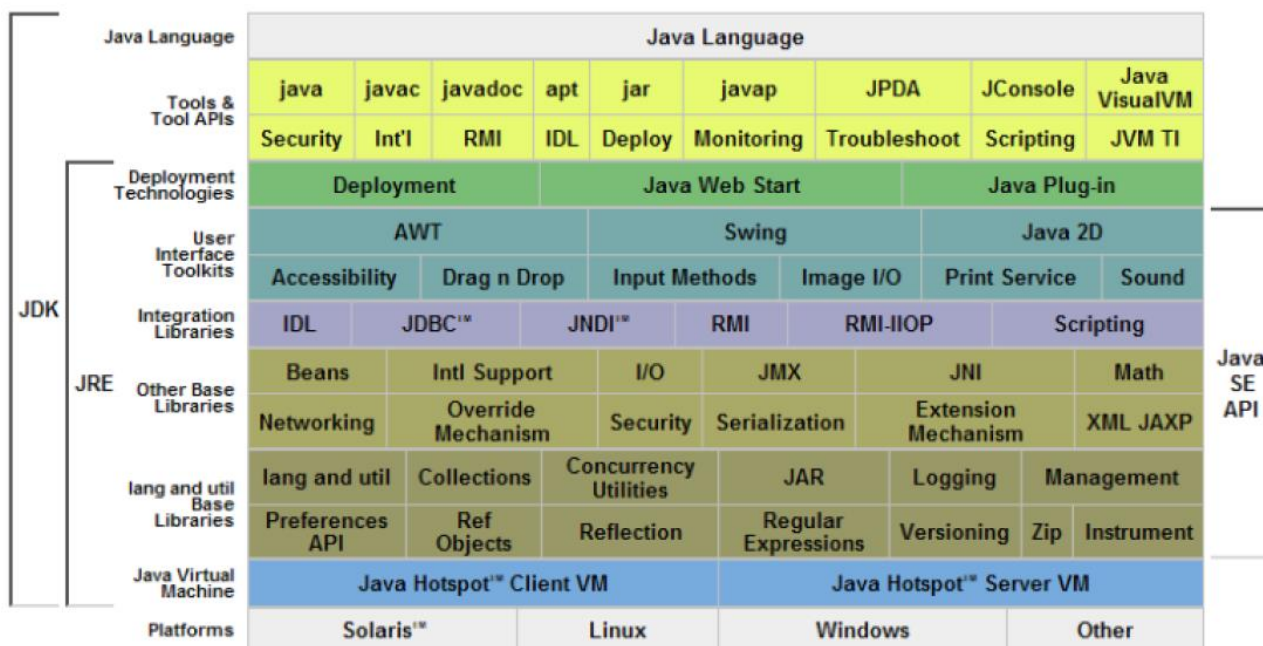 Java Language Java Language
Tools & Tool APIs
java javac javadoc apt jar javap JPDA JConsole Java VisualVM
Security Int'l RMI IDL Deploy Monitoring Troubleshoot Scripting JVM TI
Deployment Technologies
Deployment Java Web Start Java Plug-in
User Interface Toolkits
AWT Swing Java 2D
Accessibility Drag n Drop Input Methods Image I/O Print Service Sound
JDK
Integration Libraries
IDL JDBC™ JNDI™ RMI RMI-IIOP Scripting
JRE
Other Base Libraries
Beans Intl Support I/O JMX JNI Math
Java SE API
Networking Override Mechanism Security Serialization Extension Mechanism XML JAXP
lang and util Base Libraries
lang and util Collections Concurrency Utilities JAR Logging Management
Preferences API Ref Objects Reflection Regular Expressions Versioning Zip Instrument
Java Virtual Machine
Java Hotspot™ Client VM Java Hotspot™ Server VM
Platforms Solaris™ Linux Windows Other